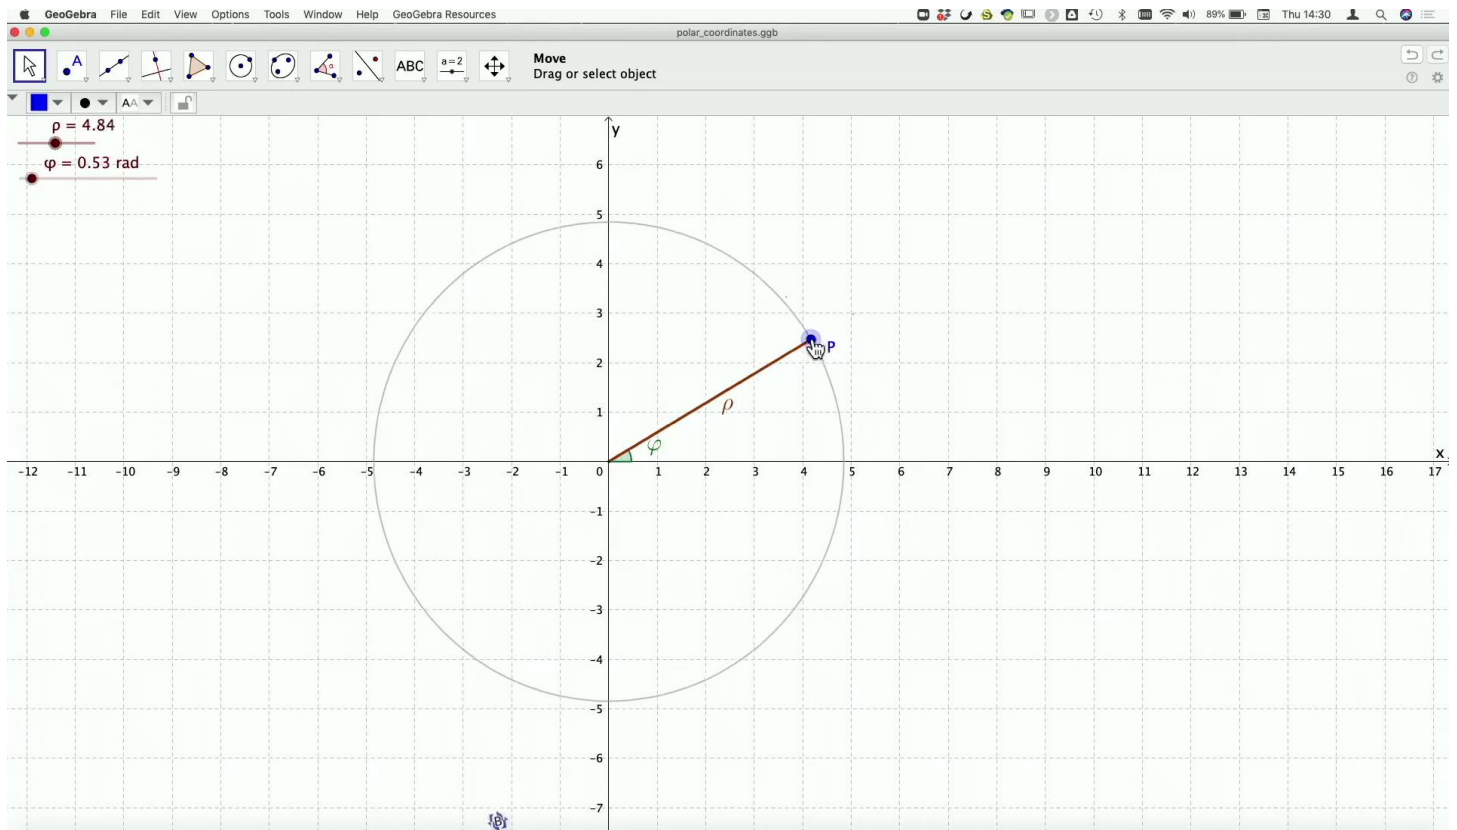 GeoGebra File Edit View Options Tools Window Help GeoGebra Resources 89% Thu 14:30
polar_coordinates.ggb
A α ABC a=2 Move
Drag or select object
AA
ρ = 4.84
φ = 0.53 rad
y
6
5
4
3
2
1
P
ρ
φ
x
-12 -11 -10 -9 -8 -7 -6 -5 -4 -3 -2 -1 0 1 2 3 4 5 6 7 8 9 10 11 12 13 14 15 16 17
-1
-2
-3
-4
-5
-6
-7
B